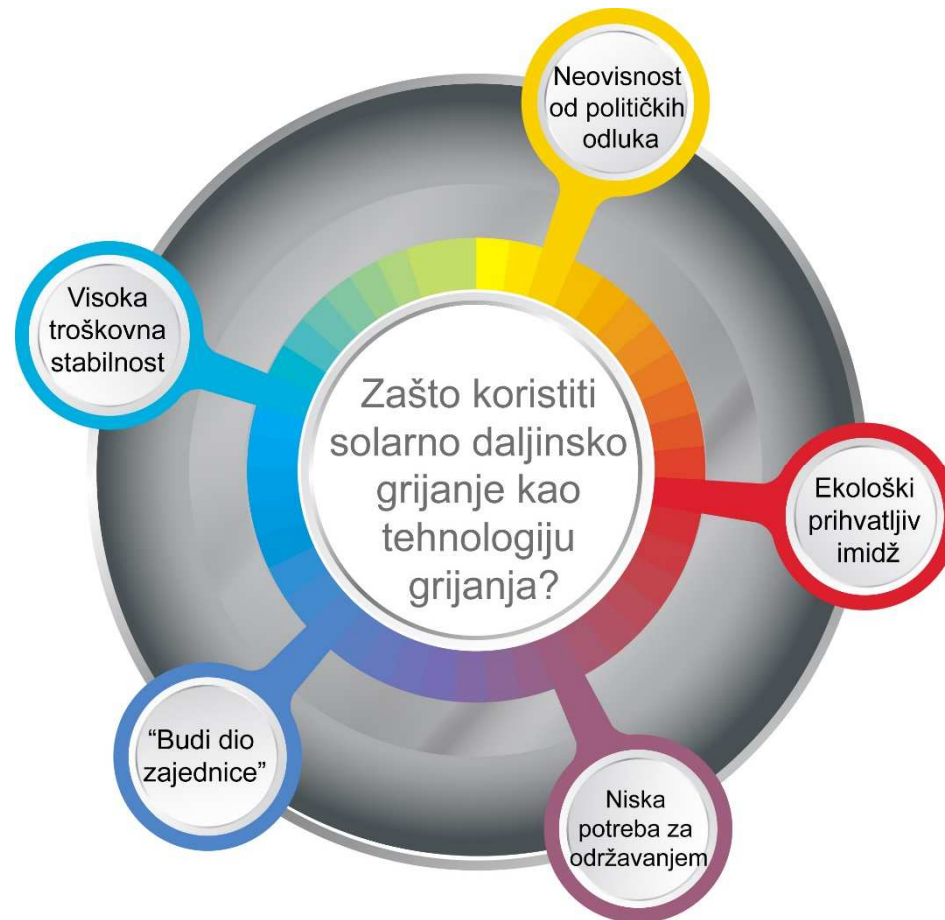 Neovisnost
od političkih
odluka
Visoka
troškovna
stabilnost
Zašto koristiti
solarno daljinsko
grijanje kao
tehnologiju
grijanja?
Ekološki
prihvatljiv
imidž
“Budi dio
zajednice”
Niska
potreba za
održavanjem